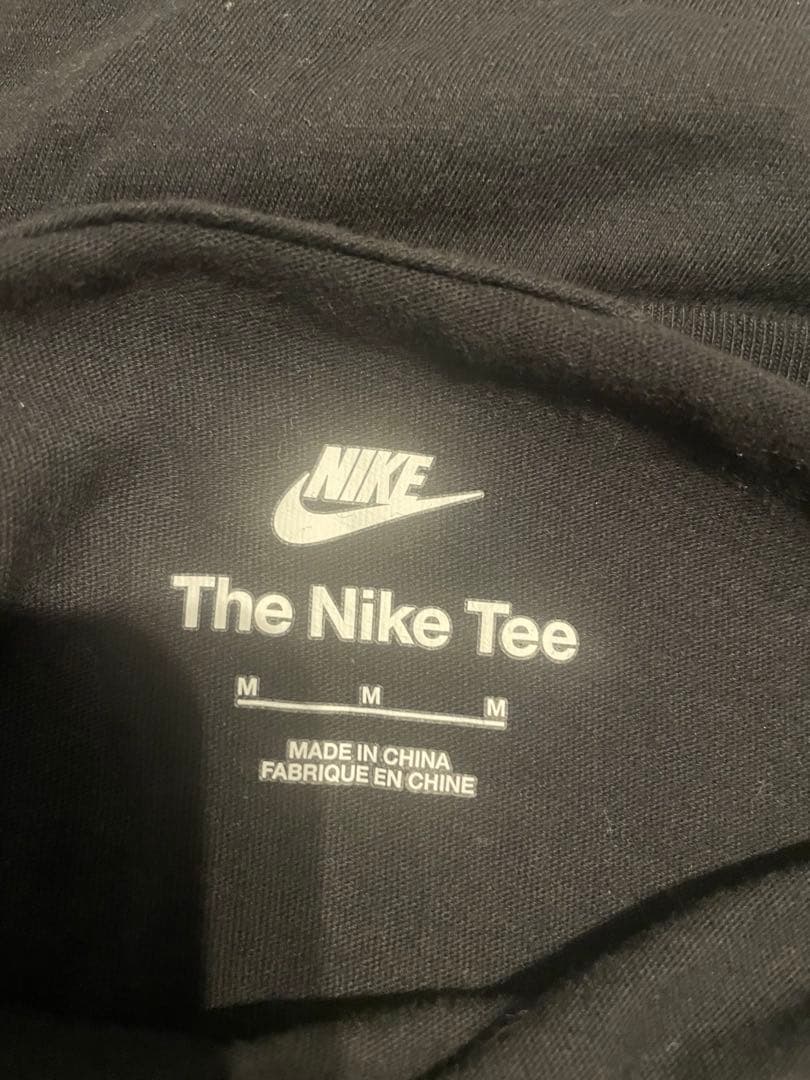 NIKE
The Nike Tee
M M M
MADE IN CHINA
FABRIQUE EN CHINE